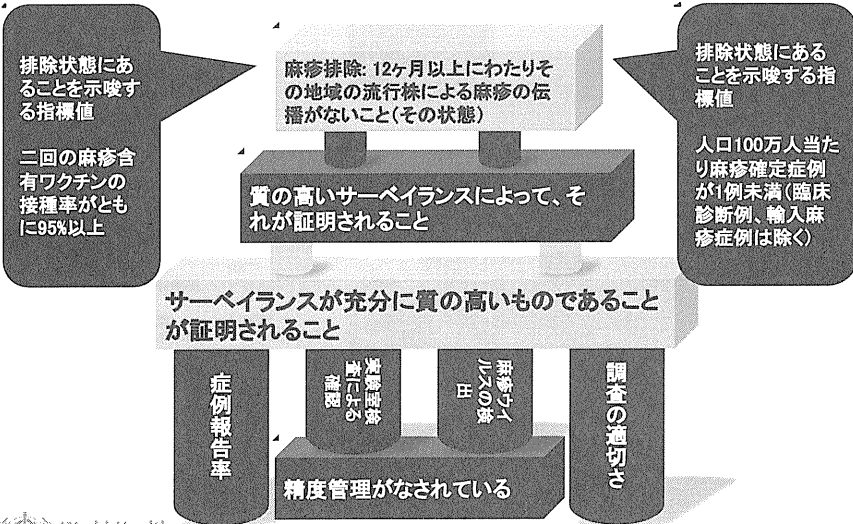 排除状態にあ
ることを示唆す
る指標値
二回の麻疹含
有ワクチンの
接種率がとも
に95%以上
麻疹排除: 12ヶ月以上にわたりそ
の地域の流行株による麻疹の伝
播がないこと(その状態)
排除状態にある
ことを示唆する指
標値
人口100万人当た
り麻疹確定症例
が1例未満(臨床
診断例、輸入麻
疹症例は除く)
質の高いサーベイランスによって、そ
れが証明されること
サーベイランスが充分に質の高いものであること
が証明されること
症例報告率
実験室検
査による
確認
麻疹ウイ
ルスの検
出
調査の適切さ
精度管理がなされている